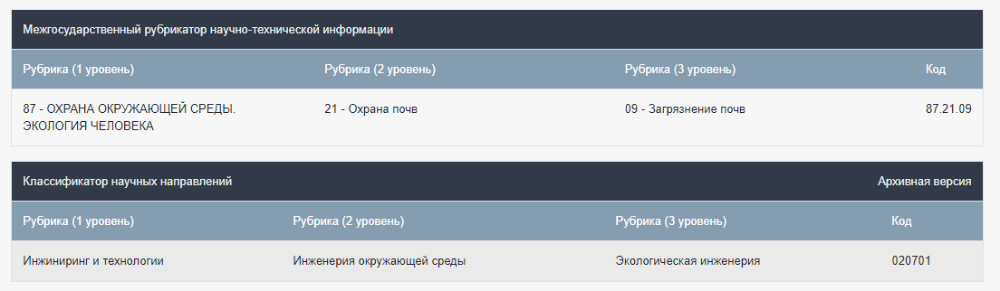 Межгосударственный рубрикатор научно-технической информации
Рубрика (1 уровень) Рубрика (2 уровень) Рубрика (3 уровень) Код
87 - ОХРАНА ОКРУЖАЮЩЕЙ СРЕДЫ. 21 - Охрана почв 09 - Загрязнение почв 87.21.09
ЭКОЛОГИЯ ЧЕЛОВЕКА
Классификатор научных направлений Архивная версия
Рубрика (1 уровень) Рубрика (2 уровень) Рубрика (3 уровень) Код
Инжиниринг и технологии Инженерия окружающей среды Экологическая инженерия 020701